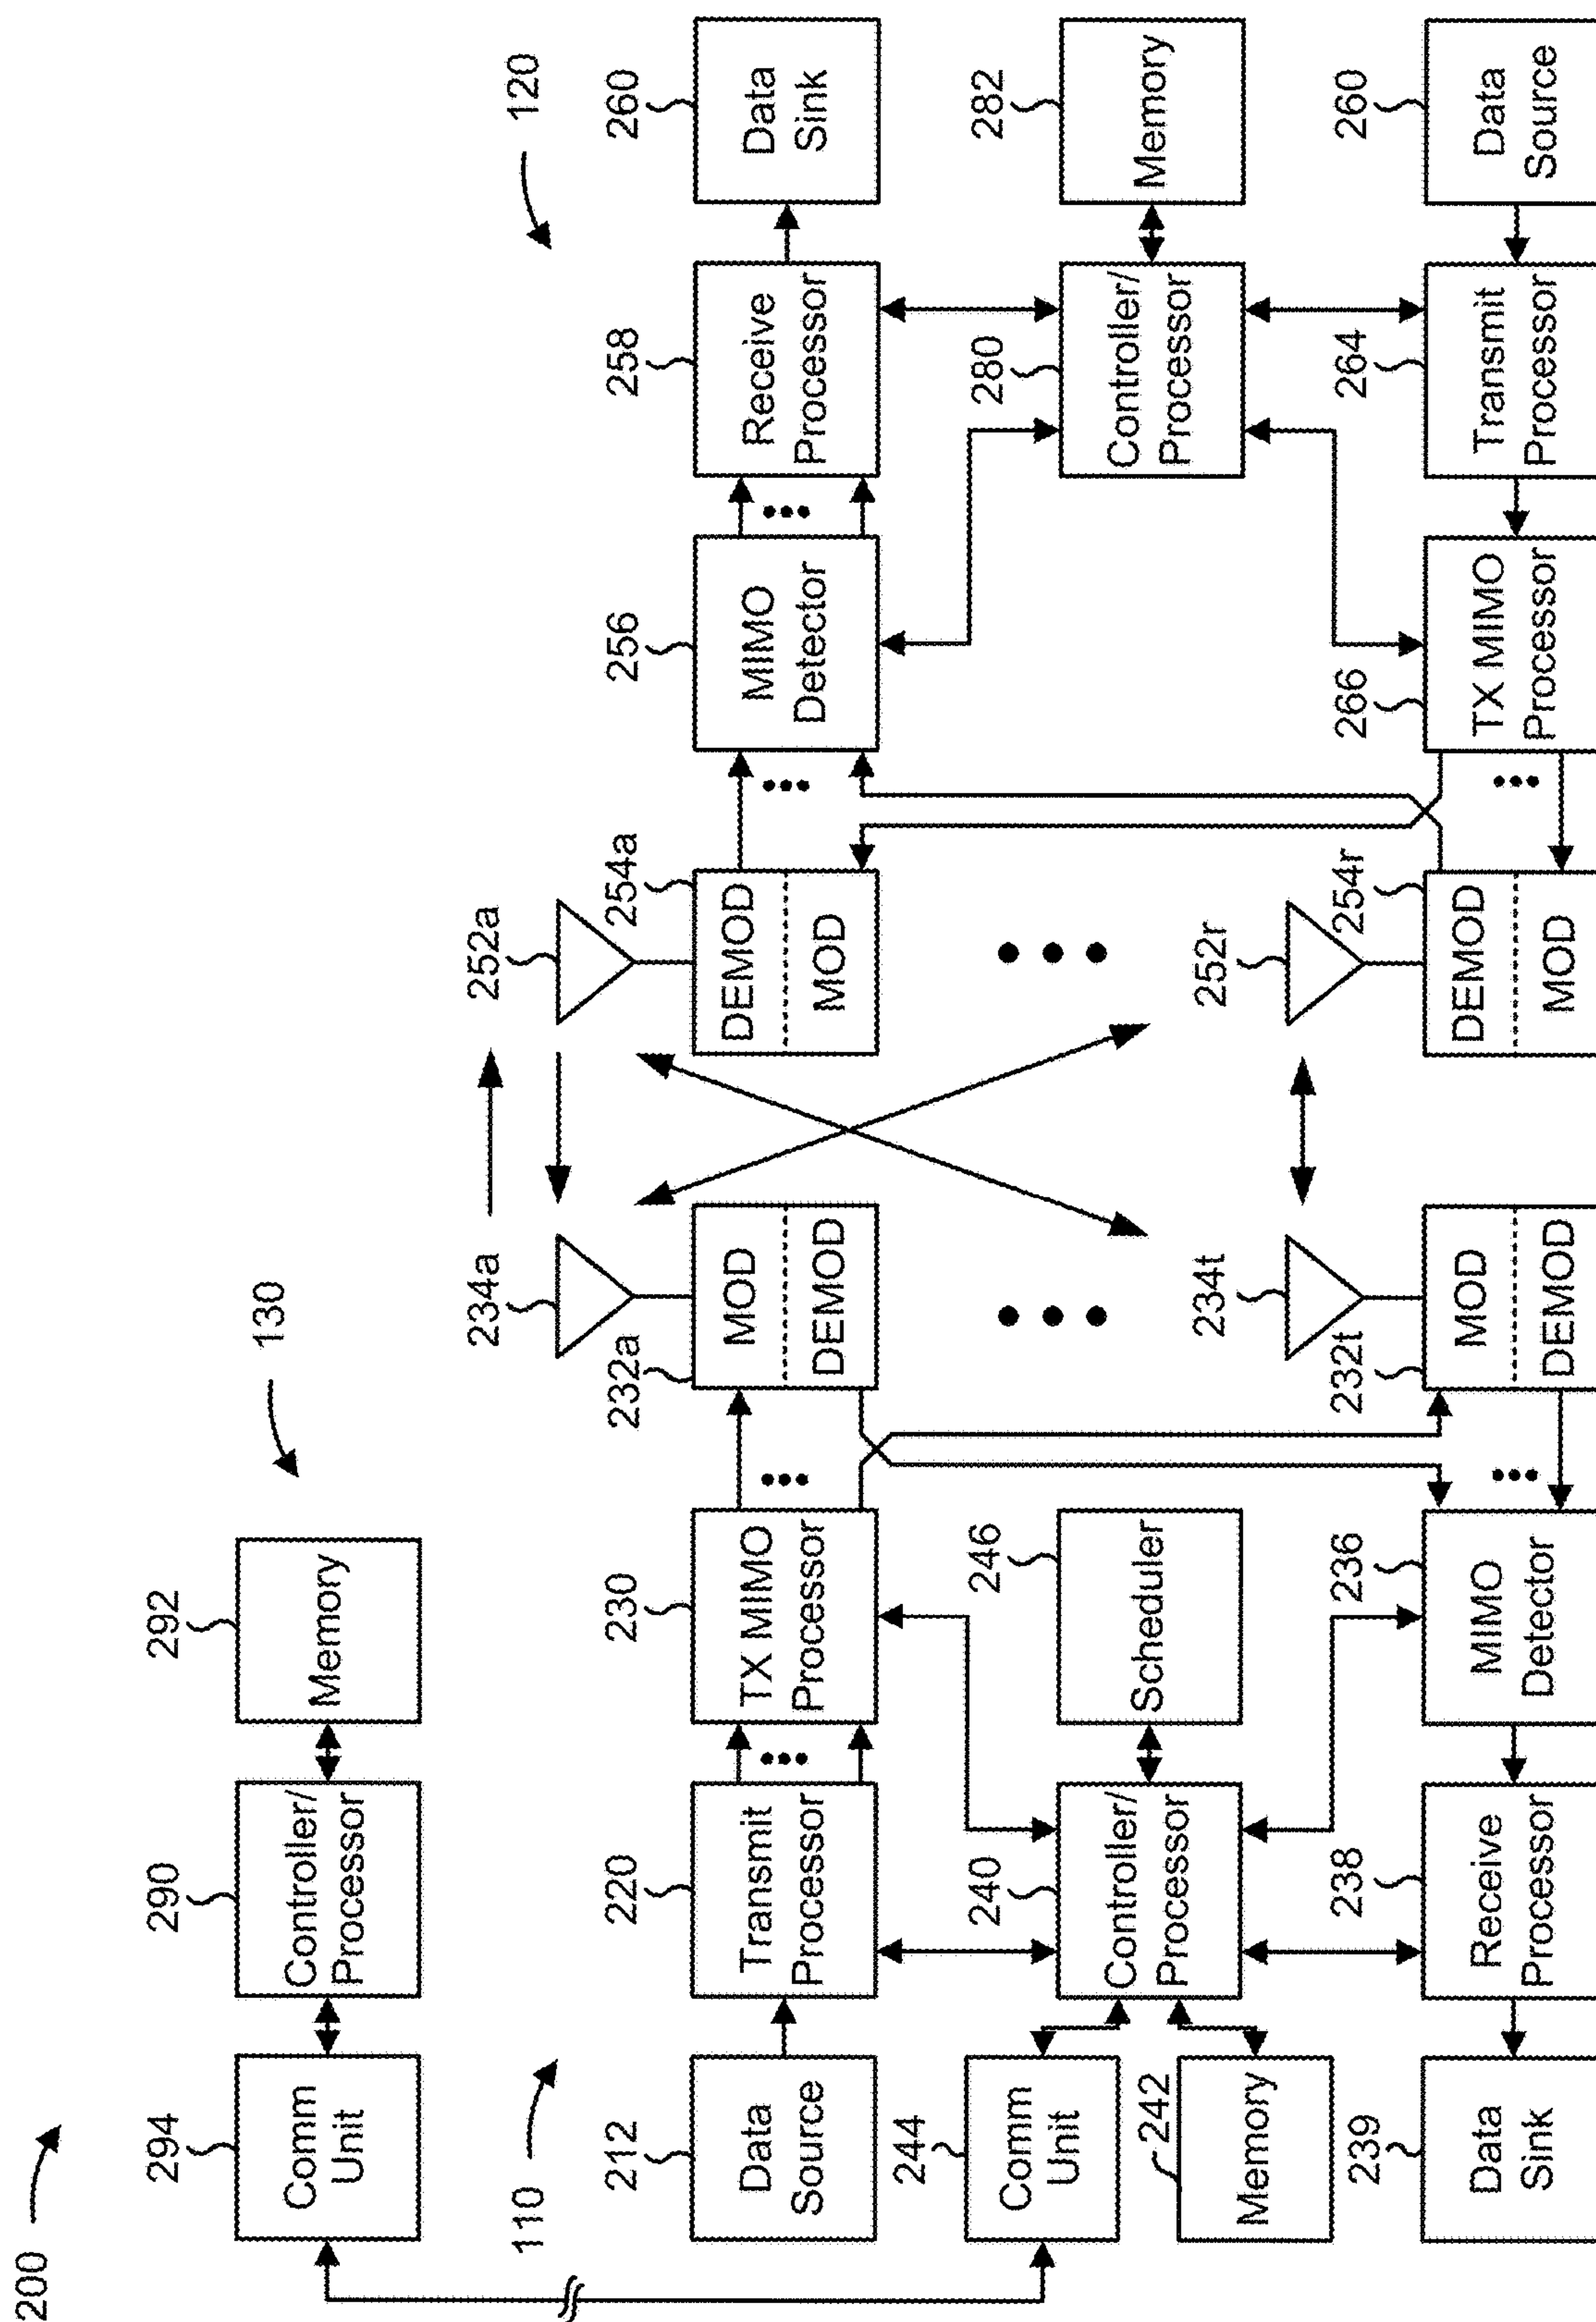 200
130
294
Comm
Unit
290
Controller/
Processor
292
Memory
110
120
212
Data
Source
220
Transmit
Processor
230
TX MIMO
Processor
232a
MOD
DEMOD
234a
252a
254a
DEMOD
MOD
256
MIMO
Detector
258
Receive
Processor
260
Data
Sink
244
Comm
Unit
242
Memory
240
Controller/
Processor
246
Scheduler
280
Controller/
Processor
282
Memory
239
Data
Sink
238
Receive
Processor
236
MIMO
Detector
232t
MOD
DEMOD
234t
252r
254r
DEMOD
MOD
266
TX MIMO
Processor
264
Transmit
Processor
260
Data
Source